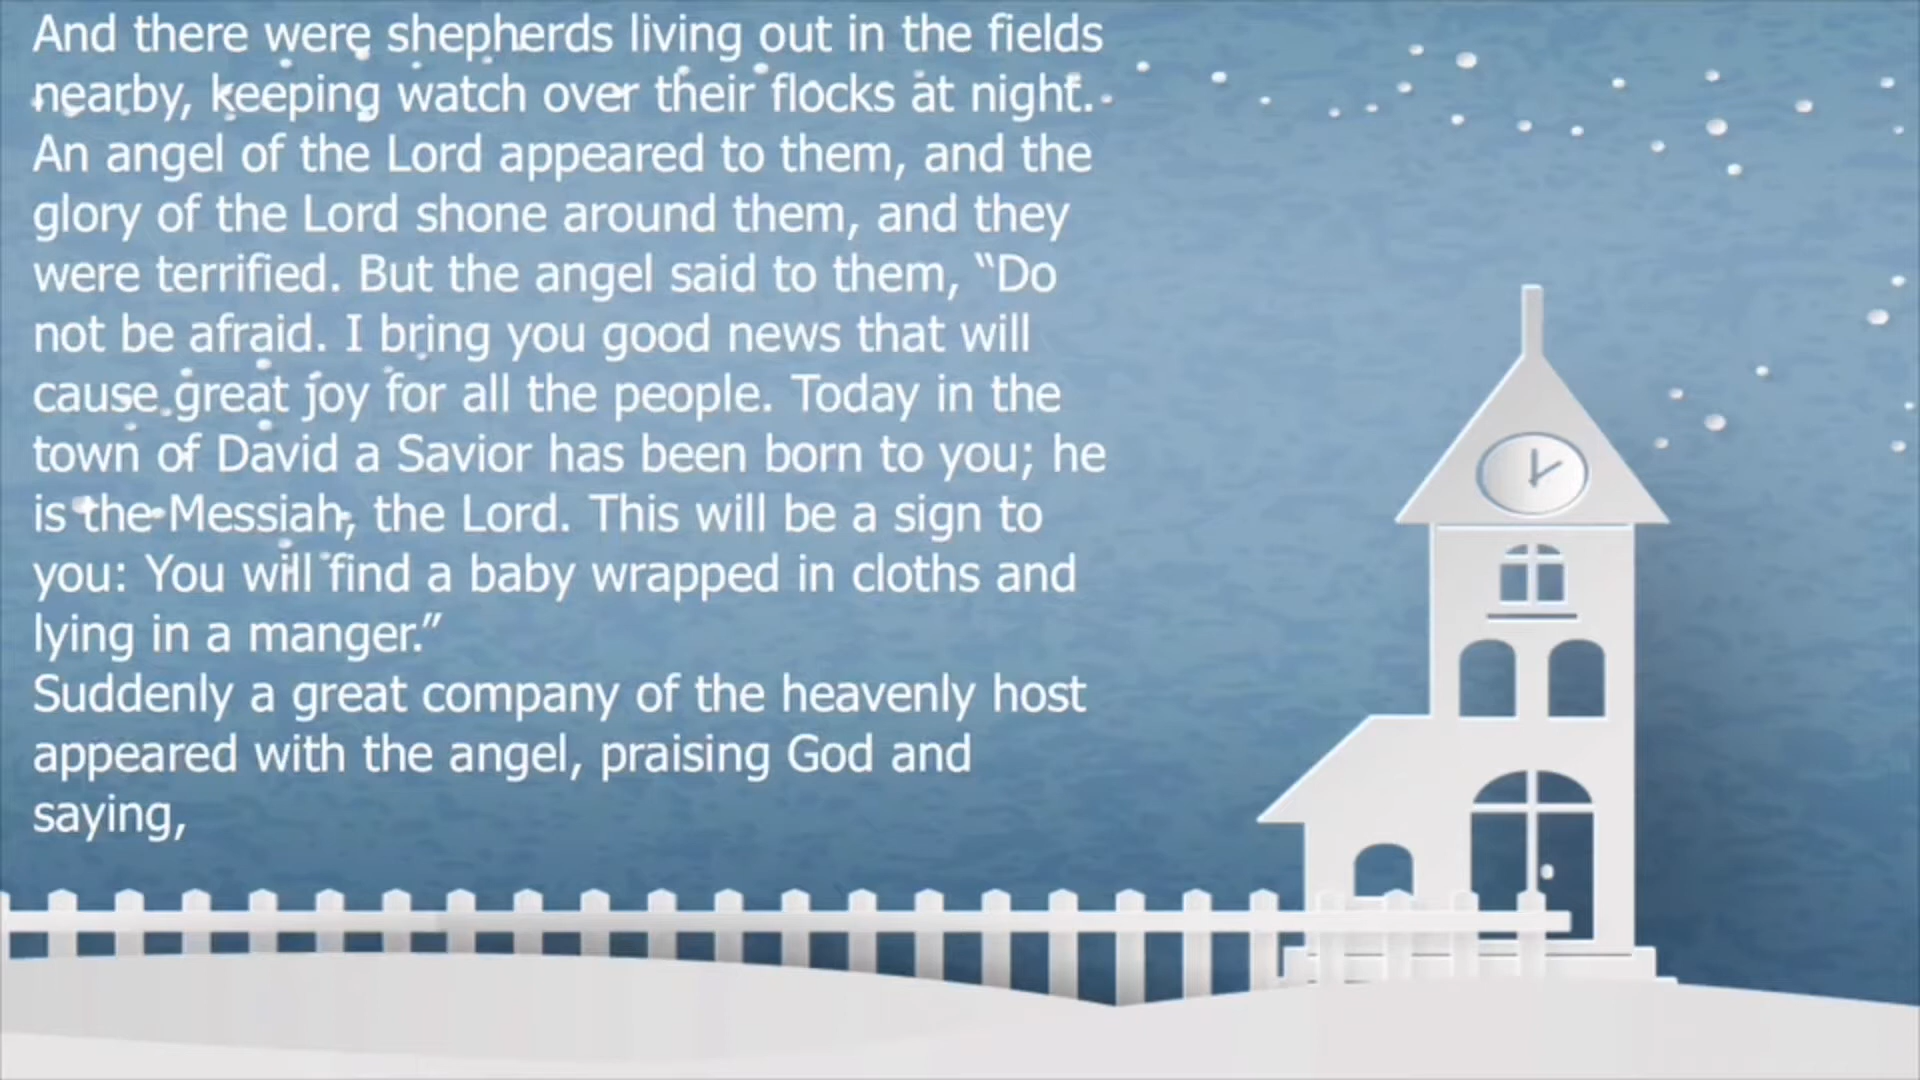 And there were shepherds living out in the fields
nearby, keeping watch over their flocks at night.
An angel of the Lord appeared to them, and the
glory of the Lord shone around them, and they
were terrified. But the angel said to them, “Do
not be afraid. I bring you good news that will
cause great joy for all the people. Today in the
town of David a Savior has been born to you; he
is the Messiah, the Lord. This will be a sign to
you: You will find a baby wrapped in cloths and
lying in a manger.”
Suddenly a great company of the heavenly host
appeared with the angel, praising God and
saying,